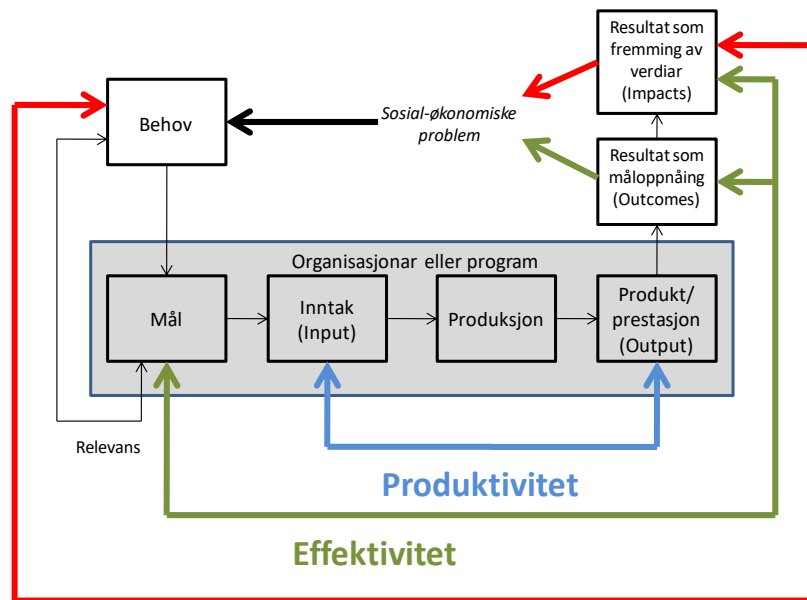 Resultat som
fremming av
verdiar
(Impacts)
Behov
Sosial-økonomiske
problem
Resultat som
måloppnåing
(Outcomes)
Organisasjonar eller program
Mål
Inntak
(Input)
Produksjon
Produkt/
prestasjon
(Output)
Relevans
Produktivitet
Effektivitet